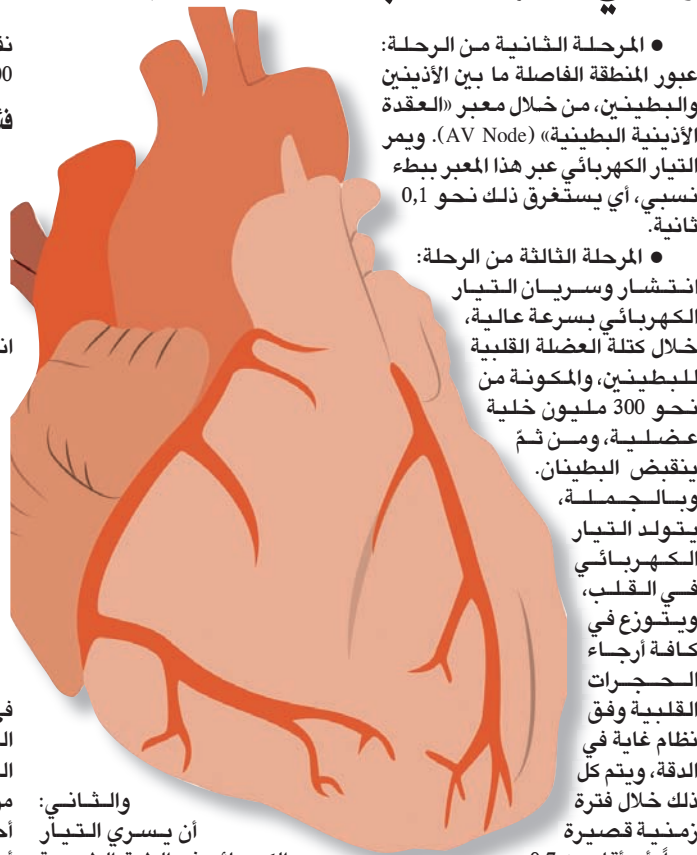 • المرحلة الثانية من الرحلة:
عبور المنطقة الفاصلة ما بين الأذينين
والبطينين، من خلال معبر «العقدة
الأذينية البطينية» (AV Node). ويمر
التيار الكهربائي عبر هذا المعبر ببطء
نسبي، أي يستغرق ذلك نحو 0,1
ثانية.
• المرحلة الثالثة من الرحلة:
انتشار وسريان التيار
الكهربائي بسرعة عالية،
خلال كتلة العضلة القلبية
للبطينين، والمكونة من
نحو 300 مليون خلية
عضلية، ومن ثمّ
ينقبض البطينان.
وبالجملة،
يتولد التيار
الكهربائي
في القلب،
ويتوزع في
كافة أرجاء
الحجرات
القلبية وفق
نظام غاية في
الدقة، ويتم كل
ذلك خلال فترة
زمنية قصيرة
والثاني:
أن يسري التيار